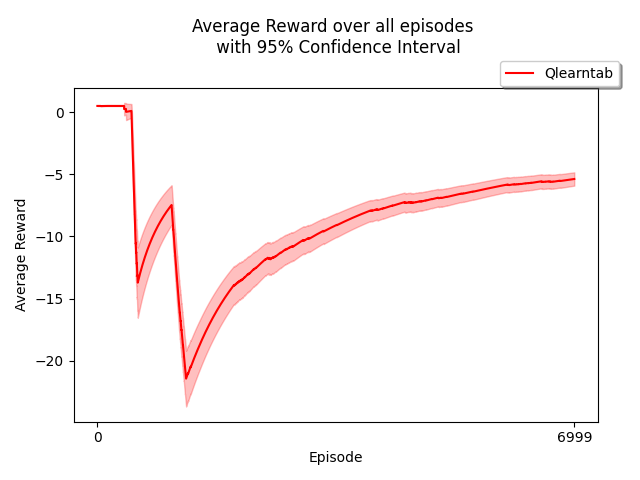 Average Reward over all episodes
with 95% Confidence Interval
Qlearntab
0
−5
−10
−15
−20
Average Reward
0
6999
Episode